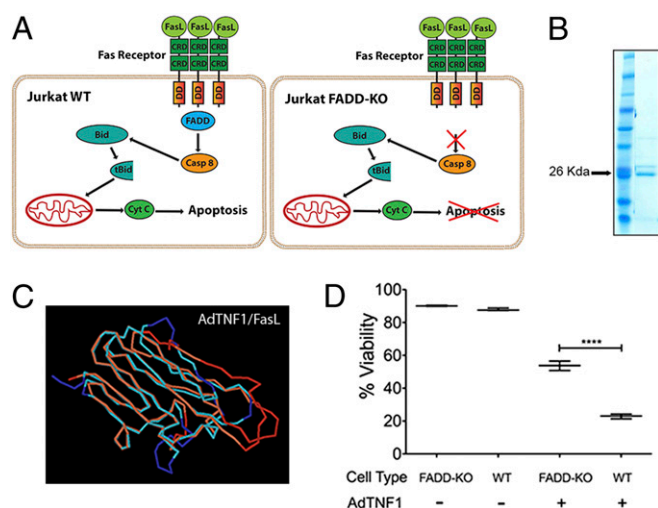 A
FasL FasL FasL
CRD CRD CRD
Fas Receptor
CRD CRD CRD
Jurkat WT
DD DD DD
FADD
Bid
Casp 8
tBid
Cyt C
Apoptosis
FasL FasL FasL
CRD CRD CRD
Fas Receptor
CRD CRD CRD
Jurkat FADD-KO
DD DD DD
Bid
Casp 8
tBid
Cyt C
Apoptosis
B
26 Kda
C
AdTNF1/FasL
D
% Viability
100
80
60
40
20
0
****
Cell Type FADD-KO WT FADD-KO WT
AdTNF1 - - + +